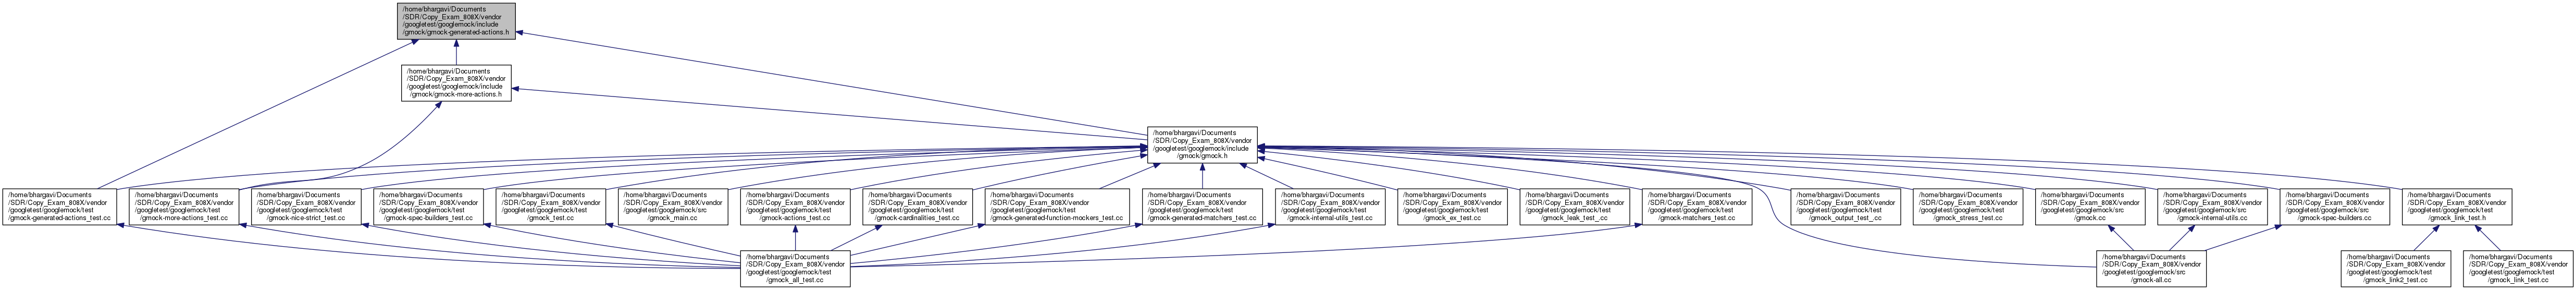 /home/bhargavi/Documents
/SDR/Copy_Exam_808X/vendor
/googletest/googlemock/include
/gmock/gmock-generated-actions.h
/home/bhargavi/Documents
/SDR/Copy_Exam_808X/vendor
/googletest/googlemock/include
/gmock/gmock-more-actions.h
/home/bhargavi/Documents
/SDR/Copy_Exam_808X/vendor
/googletest/googlemock/include
/gmock/gmock.h
/home/bhargavi/Documents
/SDR/Copy_Exam_808X/vendor
/googletest/googlemock/test
/gmock-generated-actions_test.cc
/home/bhargavi/Documents
/SDR/Copy_Exam_808X/vendor
/googletest/googlemock/test
/gmock-more-actions_test.cc
/home/bhargavi/Documents
/SDR/Copy_Exam_808X/vendor
/googletest/googlemock/test
/gmock-nice-strict_test.cc
/home/bhargavi/Documents
/SDR/Copy_Exam_808X/vendor
/googletest/googlemock/test
/gmock-spec-builders_test.cc
/home/bhargavi/Documents
/SDR/Copy_Exam_808X/vendor
/googletest/googlemock/test
/gmock_test.cc
/home/bhargavi/Documents
/SDR/Copy_Exam_808X/vendor
/googletest/googlemock/src
/gmock_main.cc
/home/bhargavi/Documents
/SDR/Copy_Exam_808X/vendor
/googletest/googlemock/test
/gmock-actions_test.cc
/home/bhargavi/Documents
/SDR/Copy_Exam_808X/vendor
/googletest/googlemock/test
/gmock-cardinalities_test.cc
/home/bhargavi/Documents
/SDR/Copy_Exam_808X/vendor
/googletest/googlemock/test
/gmock-generated-function-mockers_test.cc
/home/bhargavi/Documents
/SDR/Copy_Exam_808X/vendor
/googletest/googlemock/test
/gmock-generated-matchers_test.cc
/home/bhargavi/Documents
/SDR/Copy_Exam_808X/vendor
/googletest/googlemock/test
/gmock-internal-utils_test.cc
/home/bhargavi/Documents
/SDR/Copy_Exam_808X/vendor
/googletest/googlemock/test
/gmock_ex_test.cc
/home/bhargavi/Documents
/SDR/Copy_Exam_808X/vendor
/googletest/googlemock/test
/gmock_leak_test_.cc
/home/bhargavi/Documents
/SDR/Copy_Exam_808X/vendor
/googletest/googlemock/test
/gmock-matchers_test.cc
/home/bhargavi/Documents
/SDR/Copy_Exam_808X/vendor
/googletest/googlemock/test
/gmock_output_test_.cc
/home/bhargavi/Documents
/SDR/Copy_Exam_808X/vendor
/googletest/googlemock/test
/gmock_stress_test.cc
/home/bhargavi/Documents
/SDR/Copy_Exam_808X/vendor
/googletest/googlemock/src
/gmock.cc
/home/bhargavi/Documents
/SDR/Copy_Exam_808X/vendor
/googletest/googlemock/src
/gmock-internal-utils.cc
/home/bhargavi/Documents
/SDR/Copy_Exam_808X/vendor
/googletest/googlemock/src
/gmock-spec-builders.cc
/home/bhargavi/Documents
/SDR/Copy_Exam_808X/vendor
/googletest/googlemock/test
/gmock_link_test.h
/home/bhargavi/Documents
/SDR/Copy_Exam_808X/vendor
/googletest/googlemock/test
/gmock_all_test.cc
/home/bhargavi/Documents
/SDR/Copy_Exam_808X/vendor
/googletest/googlemock/src
/gmock-all.cc
/home/bhargavi/Documents
/SDR/Copy_Exam_808X/vendor
/googletest/googlemock/test
/gmock_link2_test.cc
/home/bhargavi/Documents
/SDR/Copy_Exam_808X/vendor
/googletest/googlemock/test
/gmock_link_test.cc